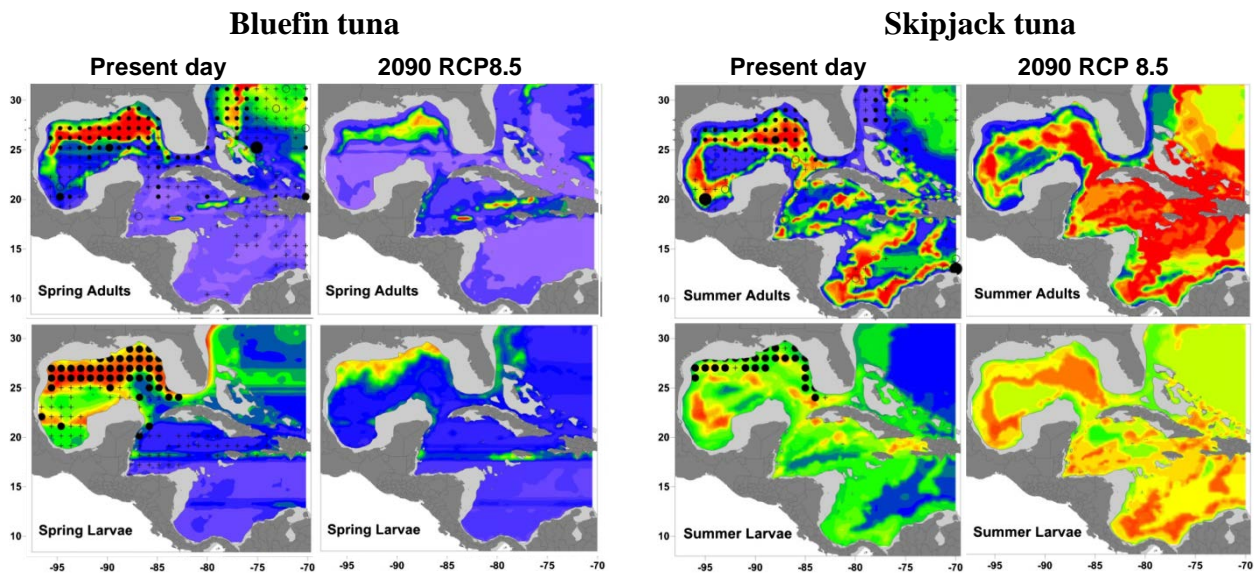 Bluefin tuna
Skipjack tuna
Present day
2090 RCP8.5
Present day
2090 RCP 8.5
30
25
20
15
10
Spring Adults
Spring Adults
30
25
20
15
10
Summer Adults
Summer Adults
30
25
20
15
10
Spring Larvae
Spring Larvae
30
25
20
15
10
Summer Larvae
Summer Larvae
-95 -90 -85 -80 -75 -70
-95 -90 -85 -80 -75 -70
-95 -90 -85 -80 -75 -70
-95 -90 -85 -80 -75 -70